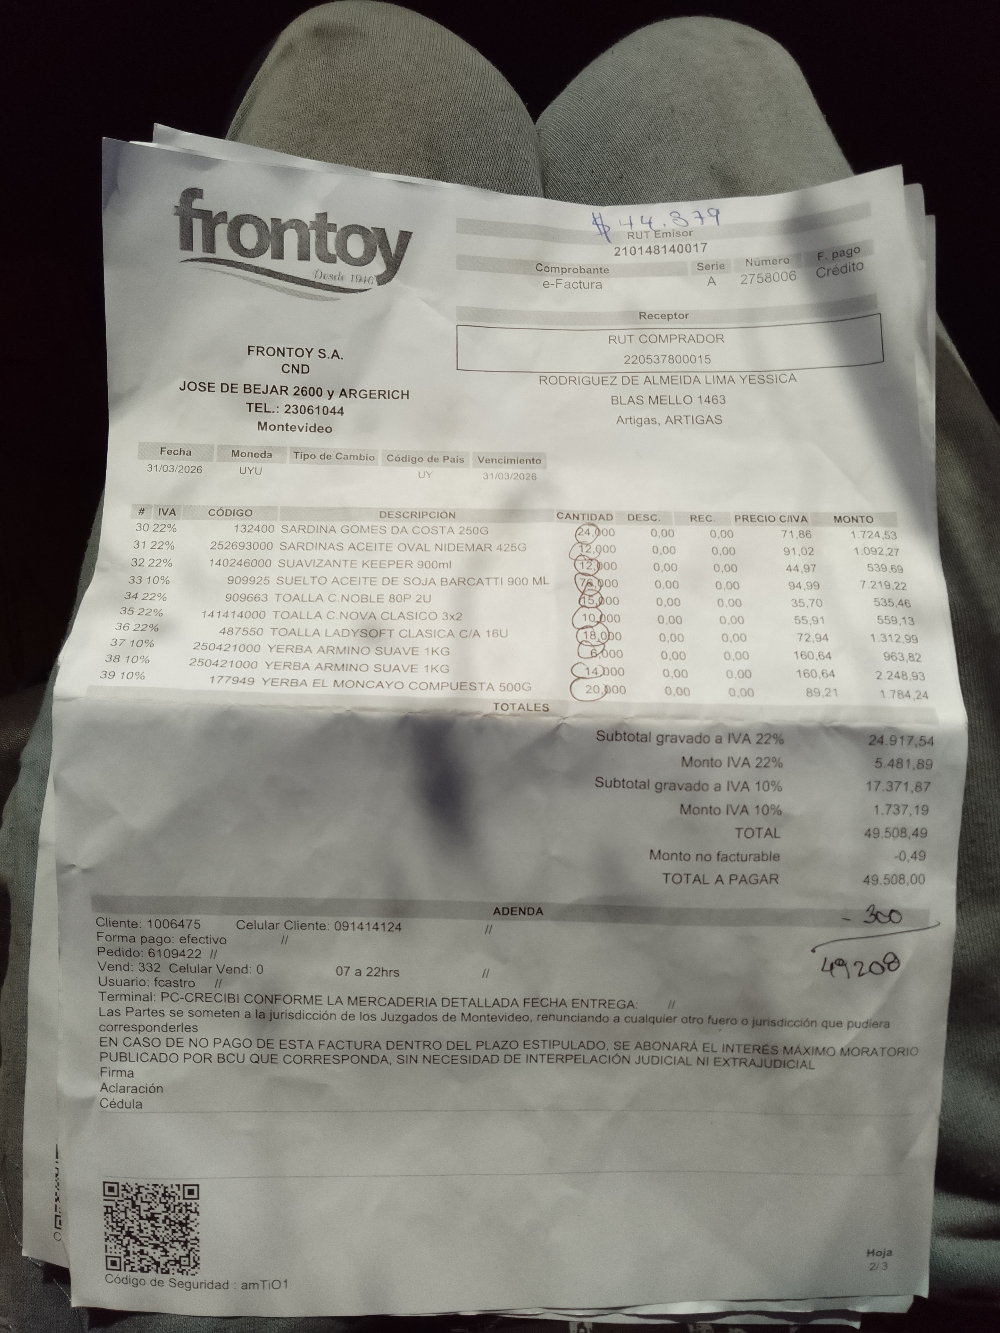 frontoy
Desde 1946
$ 44.379
RUT Emisor
210148140017
Comprobante Serie Número F. pago
e-Factura A 2758006 Crédito
Receptor
RUT COMPRADOR
220537800015
RODRIGUEZ DE ALMEIDA LIMA YESSICA
BLAS MELLO 1463
Artigas, ARTIGAS
FRONTOY S.A.
CND
JOSE DE BEJAR 2600 y ARGERICH
TEL.: 23061044
Montevideo
Fecha Moneda Tipo de Cambio Código de País Vencimiento
31/03/2026 UYU UY 31/03/2026
# IVA CÓDIGO DESCRIPCIÓN CANTIDAD DESC. REC. PRECIO C/IVA MONTO
30 22% 132400 SARDINA GOMES DA COSTA 250G 24,000 0,00 0,00 71,86 1.724,53
31 22% 252693000 SARDINAS ACEITE OVAL NIDEMAR 425G 12,000 0,00 0,00 91,02 1.092,27
32 22% 140246000 SUAVIZANTE KEEPER 900ml 12,000 0,00 0,00 44,97 539,69
33 10% 909925 SUELTO ACEITE DE SOJA BARCATTI 900 ML 76,000 0,00 0,00 94,99 7.219,22
34 22% 909663 TOALLA C.NOBLE 80P 2U 15,000 0,00 0,00 35,70 535,46
35 22% 141414000 TOALLA C.NOVA CLASICO 3x2 10,000 0,00 0,00 55,91 559,13
36 22% 487550 TOALLA LADYSOFT CLASICA C/A 16U 18,000 0,00 0,00 72,94 1.312,99
37 10% 250421000 YERBA ARMINO SUAVE 1KG 6,000 0,00 0,00 160,64 963,82
38 10% 250421000 YERBA ARMINO SUAVE 1KG 14,000 0,00 0,00 160,64 2.248,93
39 10% 177949 YERBA EL MONCAYO COMPUESTA 500G 20,000 0,00 0,00 89,21 1.784,24
TOTALES
Subtotal gravado a IVA 22% 24.917,54
Monto IVA 22% 5.481,89
Subtotal gravado a IVA 10% 17.371,87
Monto IVA 10% 1.737,19
TOTAL 49.508,49
Monto no facturable -0,49
TOTAL A PAGAR 49.508,00
- 300
49208
ADENDA
Cliente: 1006475 Celular Cliente: 091414124 //
Forma pago: efectivo //
Pedido: 6109422 //
Vend: 332 Celular Vend: 0 07 a 22hrs //
Usuario: fcastro //
Terminal: PC-CRECIBI CONFORME LA MERCADERIA DETALLADA FECHA ENTREGA: //
Las Partes se someten a la jurisdicción de los Juzgados de Montevideo, renunciando a cualquier otro fuero o jurisdicción que pudiera
corresponderles
EN CASO DE NO PAGO DE ESTA FACTURA DENTRO DEL PLAZO ESTIPULADO, SE ABONARÁ EL INTERÉS MÁXIMO MORATORIO
PUBLICADO POR BCU QUE CORRESPONDA, SIN NECESIDAD DE INTERPELACIÓN JUDICIAL NI EXTRAJUDICIAL
Firma
Aclaración
Cédula
Código de Seguridad : amTiO1
Hoja
2/ 3